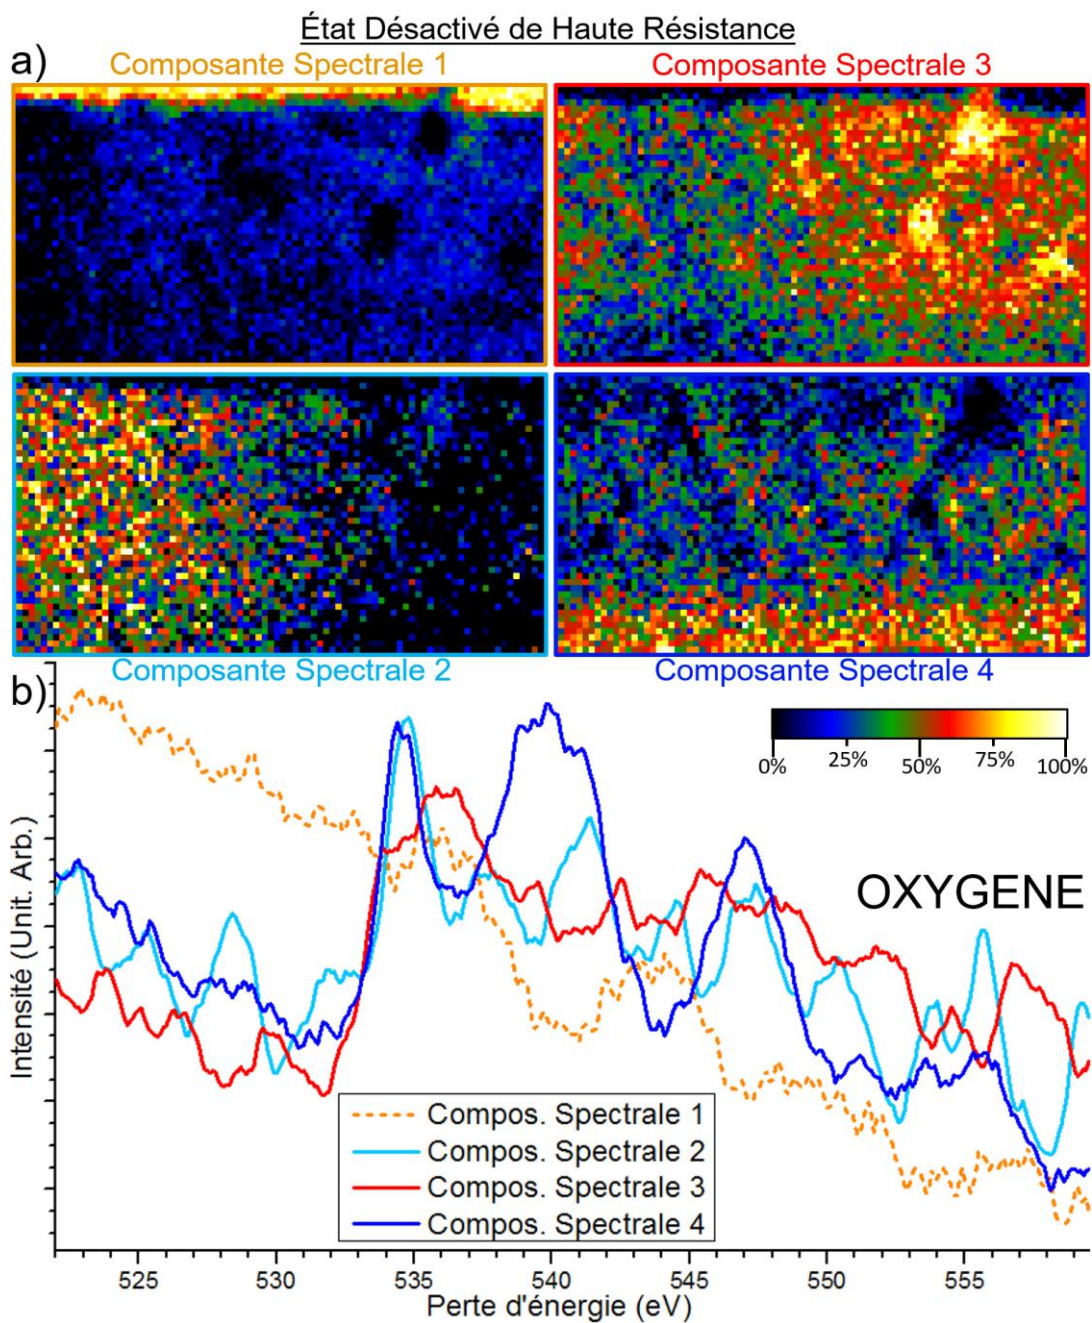 État Désactivé de Haute Résistance
a)
Composante Spectrale 1
Composante Spectrale 3
Composante Spectrale 2
Composante Spectrale 4
b)
0% 25% 50% 75% 100%
OXYGENE
Intensité (Unit. Arb.)
Compos. Spectrale 1
Compos. Spectrale 2
Compos. Spectrale 3
Compos. Spectrale 4
525 530 535 540 545 550 555
Perte d'énergie (eV)